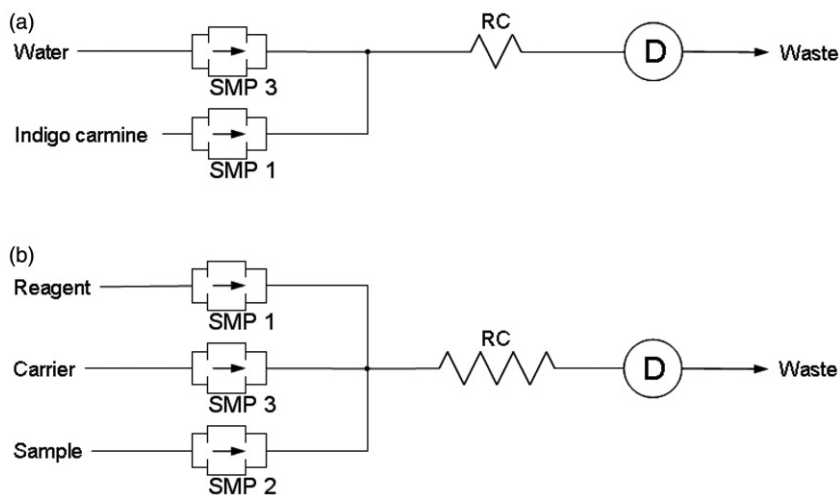 (a)
RC
Water
D
Waste
SMP 3
Indigo carmine
SMP 1
(b)
Reagent
SMP 1
RC
Carrier
D
Waste
SMP 3
Sample
SMP 2